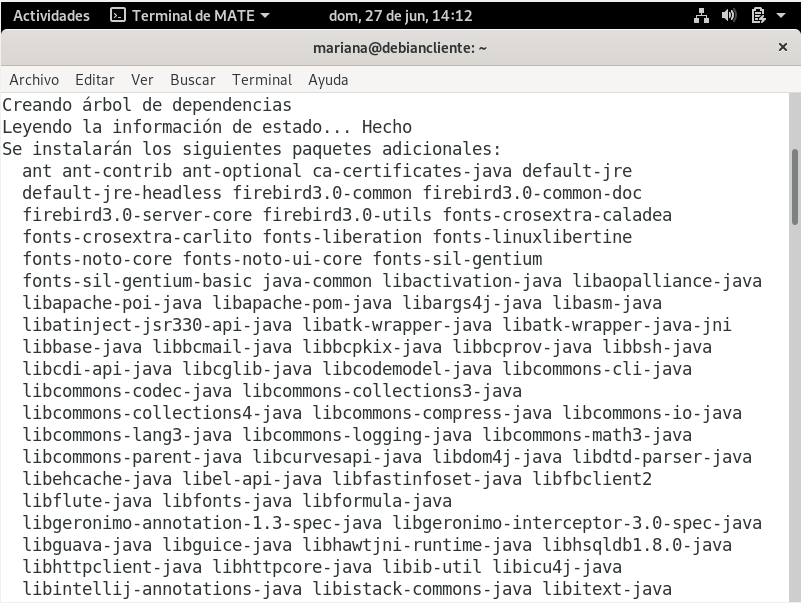 Actividades Terminal de MATE dom, 27 de jun, 14:12
mariana@debiancliente: ~
Archivo Editar Ver Buscar Terminal Ayuda
Creando árbol de dependencias
Leyendo la información de estado... Hecho
Se instalarán los siguientes paquetes adicionales:
ant ant-contrib ant-optional ca-certificates-java default-jre
default-jre-headless firebird3.0-common firebird3.0-common-doc
firebird3.0-server-core firebird3.0-utils fonts-crosextra-caladea
fonts-crosextra-carlito fonts-liberation fonts-linuxlibertine
fonts-noto-core fonts-noto-ui-core fonts-sil-gentium
fonts-sil-gentium-basic java-common libactivation-java libaopalliance-java
libapache-poi-java libapache-pom-java libargs4j-java libasm-java
libatinject-jsr330-api-java libatk-wrapper-java libatk-wrapper-java-jni
libbase-java libbcmail-java libbcpkix-java libbcprov-java libbsh-java
libcdi-api-java libcglib-java libcodemodel-java libcommons-cli-java
libcommons-codec-java libcommons-collections3-java
libcommons-collections4-java libcommons-compress-java libcommons-io-java
libcommons-lang3-java libcommons-logging-java libcommons-math3-java
libcommons-parent-java libcurvesapi-java libdom4j-java libdtd-parser-java
libehcache-java libel-api-java libfastinfoset-java libfbclient2
libflute-java libfonts-java libformula-java
libgeronimo-annotation-1.3-spec-java libgeronimo-interceptor-3.0-spec-java
libguava-java libguice-java libhawtjni-runtime-java libhsqldb1.8.0-java
libhttpclient-java libhttpcore-java libib-util libicu4j-java
libintellij-annotations-java libistack-commons-java libitext-java